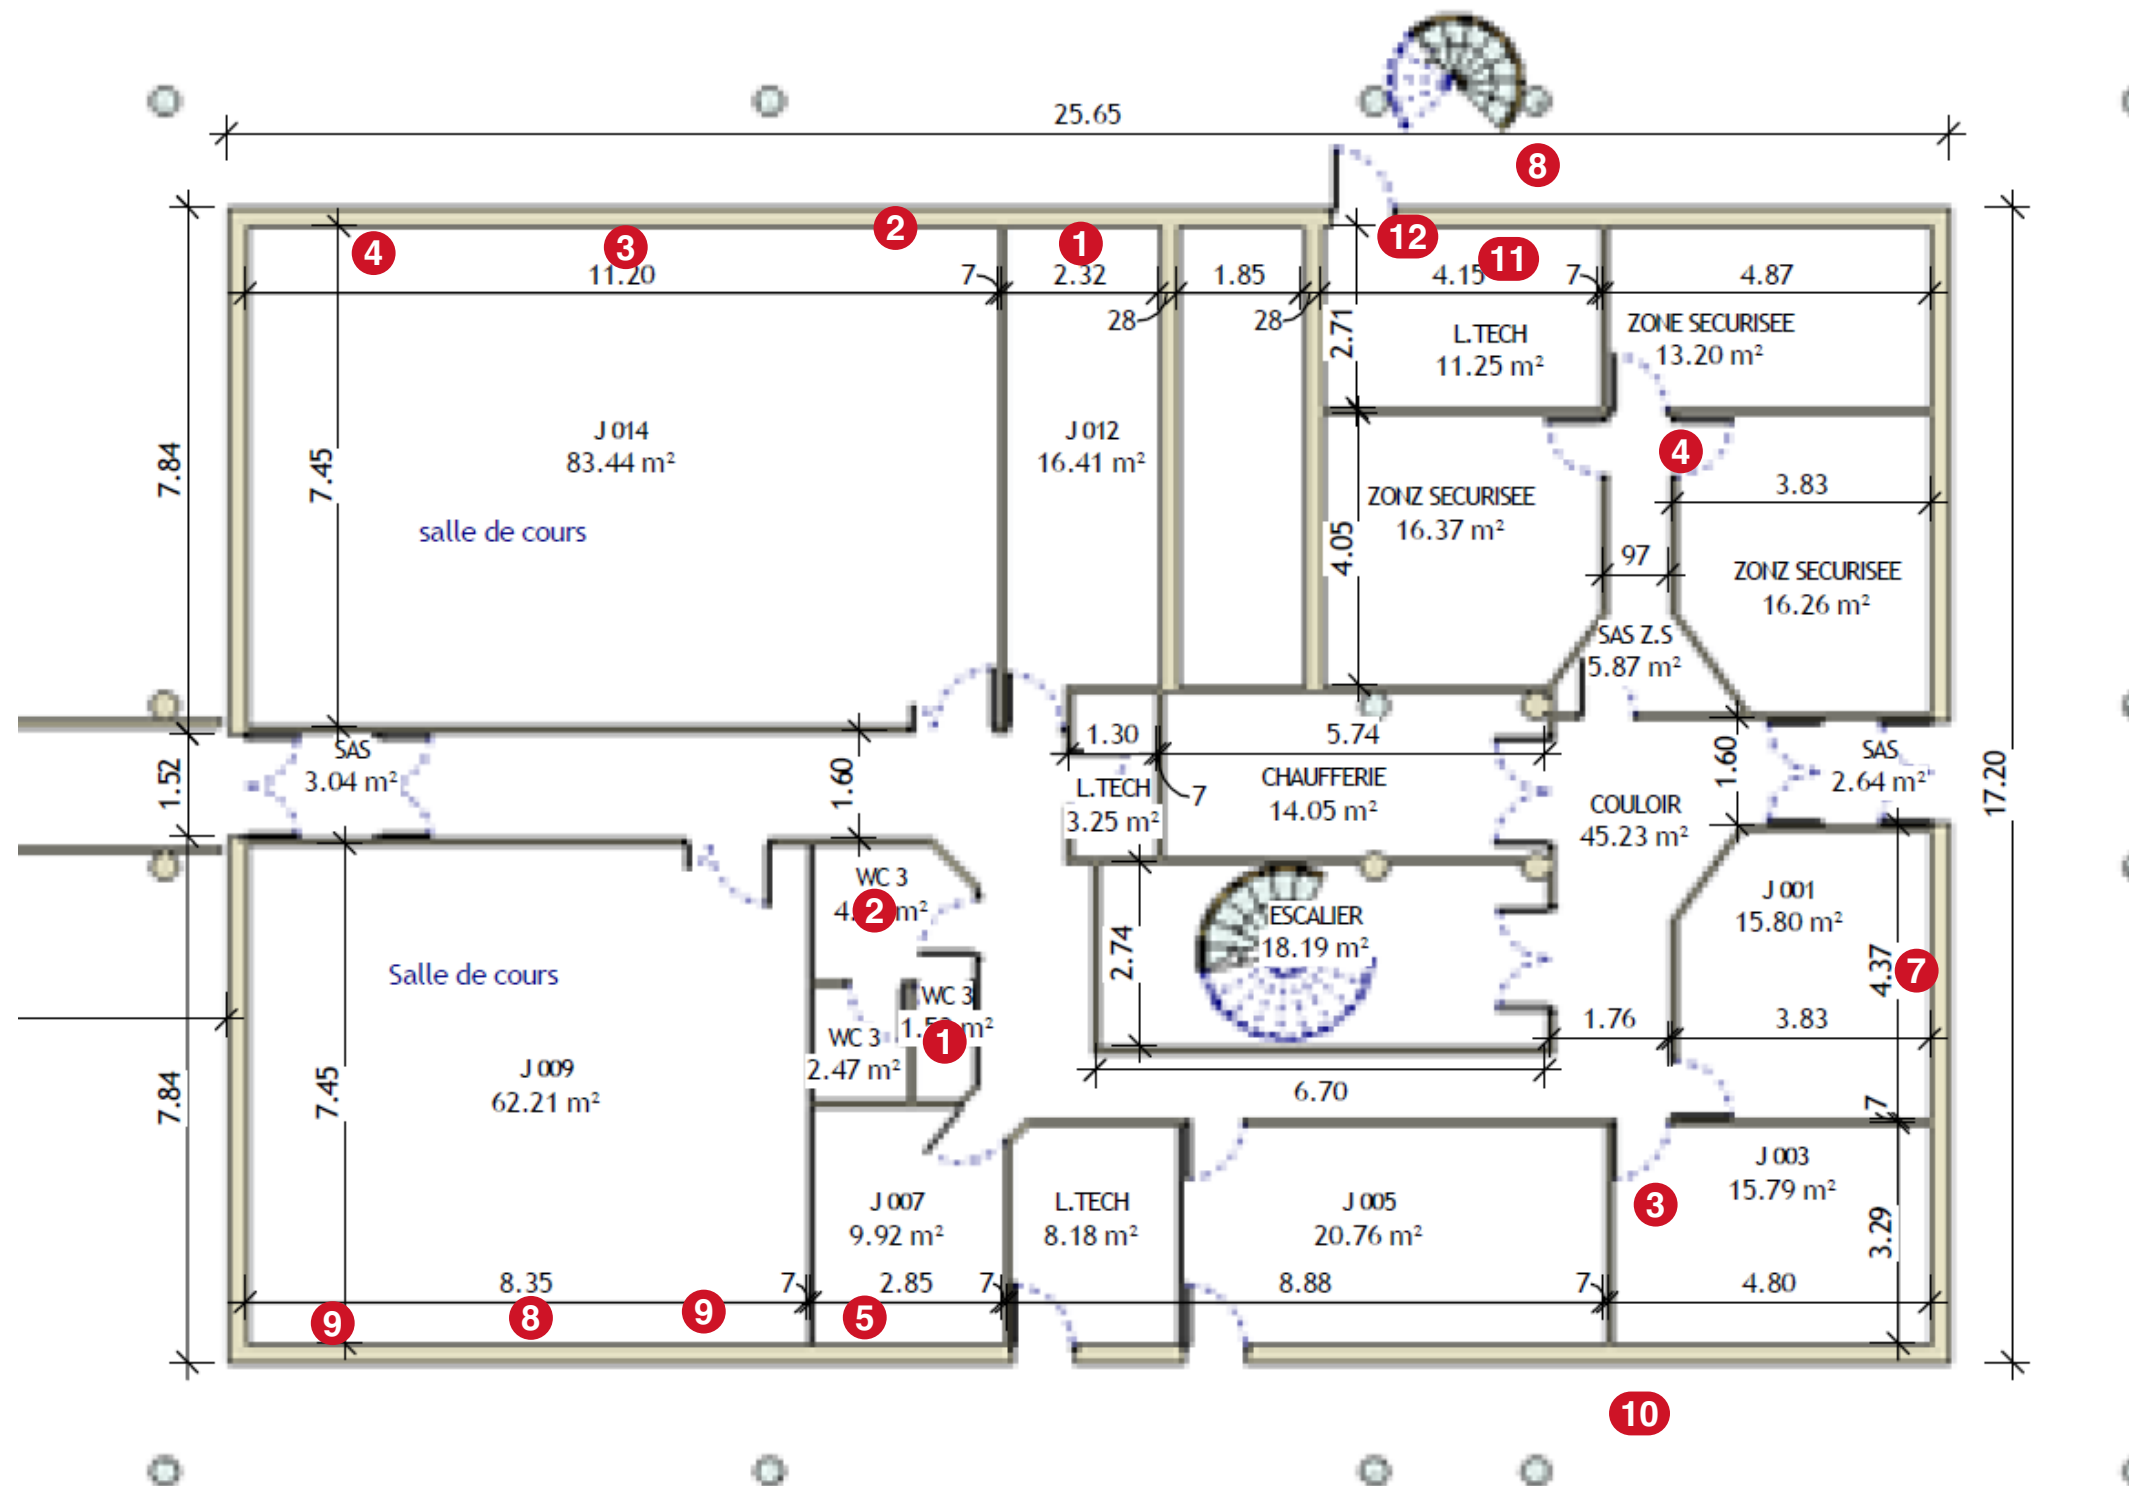 25.65
8
4
3
2
1
12
11
11.20
7
2.32
1.85
4.15
7
4.87
28
28
2.71
L.TECH
11.25 m²
ZONE SECURISEE
13.20 m²
7.84
7.45
J 014
83.44 m²
J 012
16.41 m²
4
ZONZ SECURISEE
16.37 m²
3.83
salle de cours
4.05
97
ZONZ SECURISEE
16.26 m²
SAS Z.S
5.87 m²
SAS
3.04 m²
1.52
1.60
1.30
5.74
L.TECH
3.25 m²
7
CHAUFFERIE
14.05 m²
COULOIR
45.23 m²
1.60
SAS
2.64 m²
17.20
WC 3
2
m²
ESCALIER
18.19 m²
2.74
J 001
15.80 m²
4.37
7
Salle de cours
WC 3
m²
1
WC 3
2.47 m²
1.76
3.83
J 009
62.21 m²
7.45
7.84
6.70
7
J 003
15.79 m²
3
3.29
J 007
9.92 m²
L.TECH
8.18 m²
J 005
20.76 m²
8.35
7
2.85
7
8.88
7
4.80
9
8
9
5
10